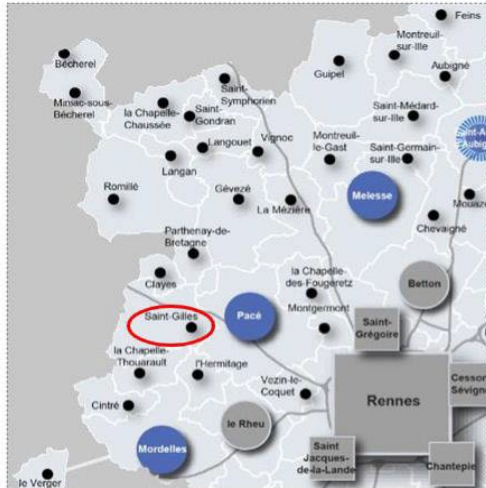 Feins
Montreuil
-sur-Ille
Bécherel
Guipel
Aubigné
Saint-
Symphorien
Miniac-sous-
Bécherel
la Chapelle-
Chaussée
Saint-
Gondran
Saint-Médard
-sur-Ille
Langouet
Vignoc
Montreuil
-le-Gast
Saint-Germain
-sur-Ille
Langan
Romillé
Gévezé
La Mézière
Melesse
Mouaz
Chevaigné
Parthenay-de-
Bretagne
Clayes
la Chapelle
-des-Fougeretz
Betton
Saint-Gilles
Pacé
Montgermont
Saint-
Grégoire
la Chapelle-
Thouarault
l'Hermitage
Vezin-le-
Coquet
Cesson
Sévigné
Rennes
Cintré
le Rheu
Mordelles
Saint
Jacques-
de-la-Lande
Chantepie
le Verger